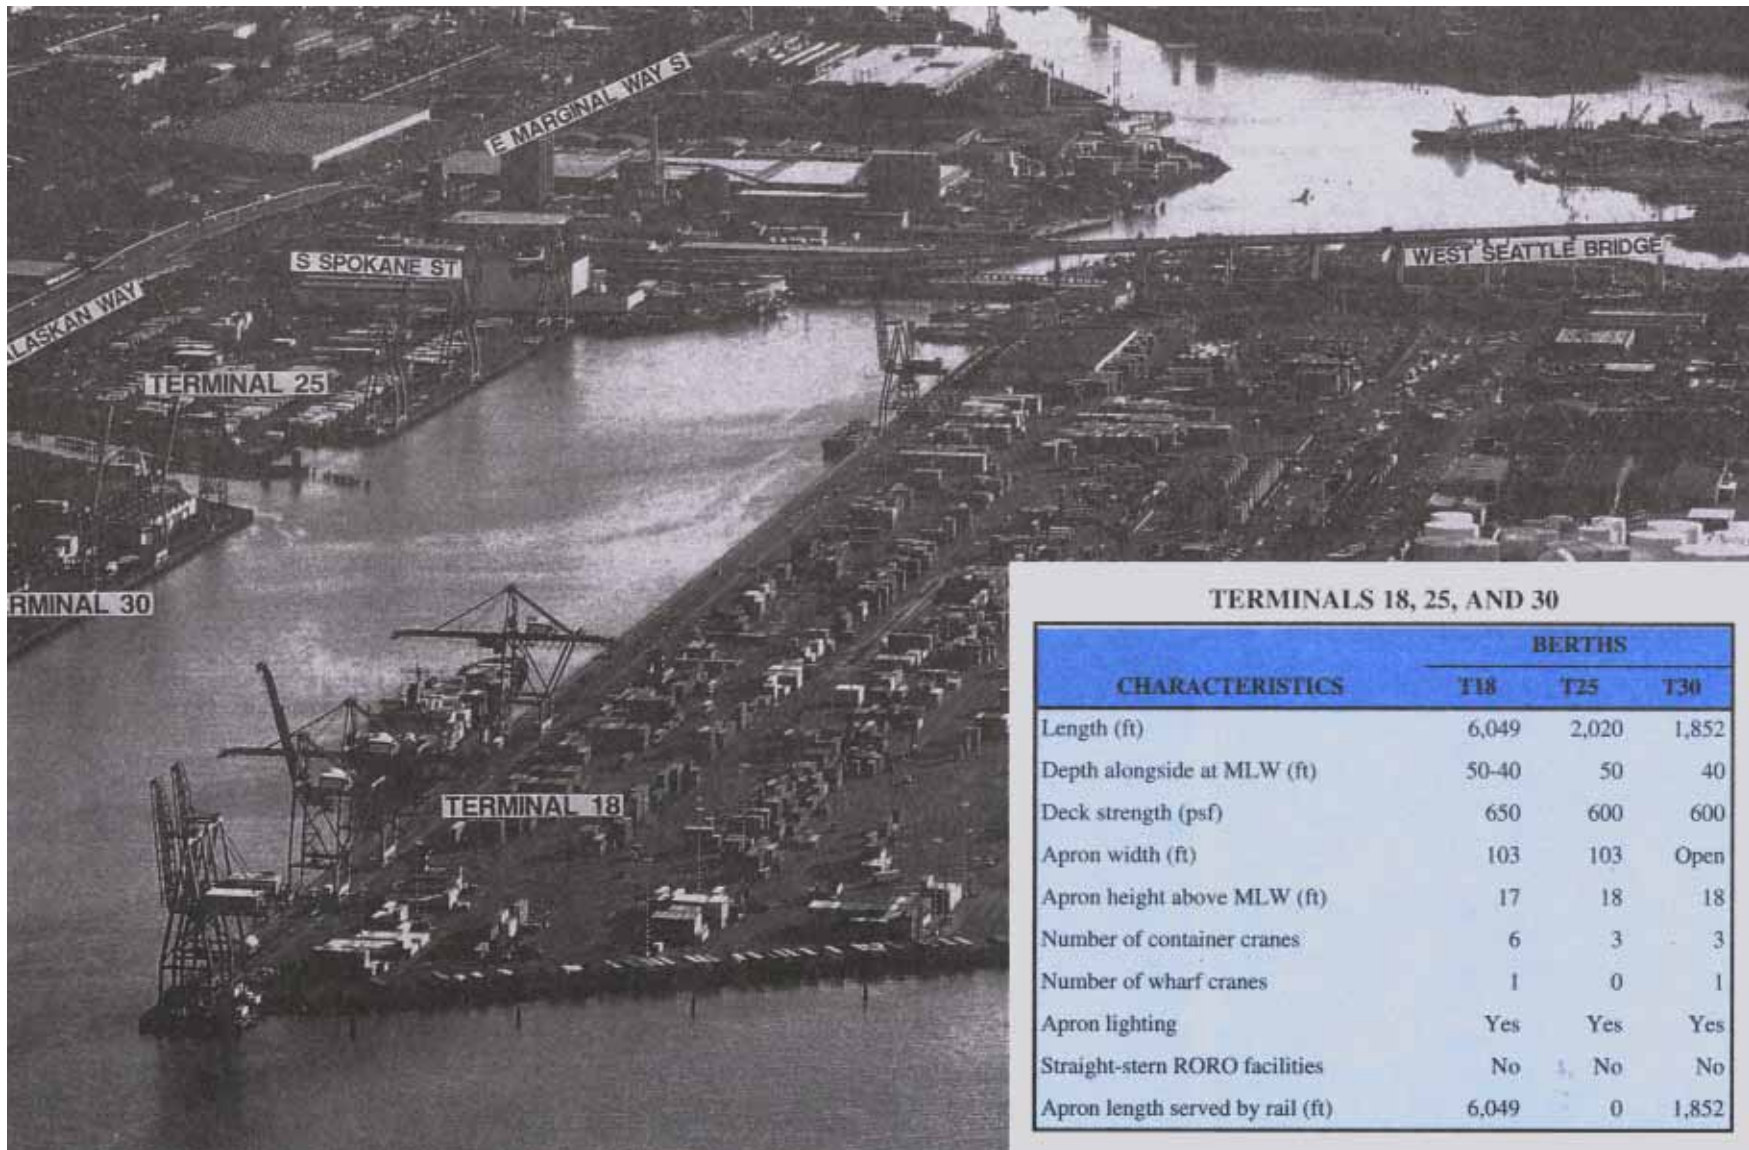 E MARGINAL WAY S
S SPOKANE ST
WEST SEATTLE BRIDGE
LASKAN WAY
TERMINAL 25
RMINAL 30
TERMINAL 18
TERMINALS 18, 25, AND 30
BERTHS
CHARACTERISTICS T18 T25 T30
Length (ft) 6,049 2,020 1,852
Depth alongside at MLW (ft) 50-40 50 40
Deck strength (psf) 650 600 600
Apron width (ft) 103 103 Open
Apron height above MLW (ft) 17 18 18
Number of container cranes 6 3 3
Number of wharf cranes 1 0 1
Apron lighting Yes Yes Yes
Straight-stern RORO facilities No No No
Apron length served by rail (ft) 6,049 0 1,852